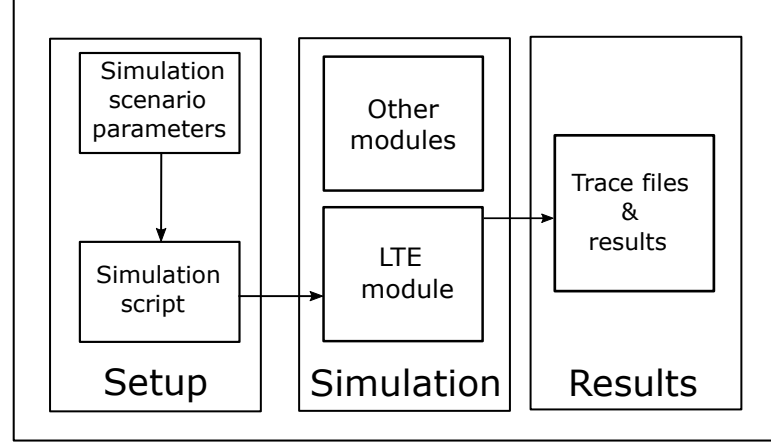 Simulation
scenario
parameters
Simulation
script
Setup
Other
modules
LTE
module
Simulation
Trace files
&
results
Results